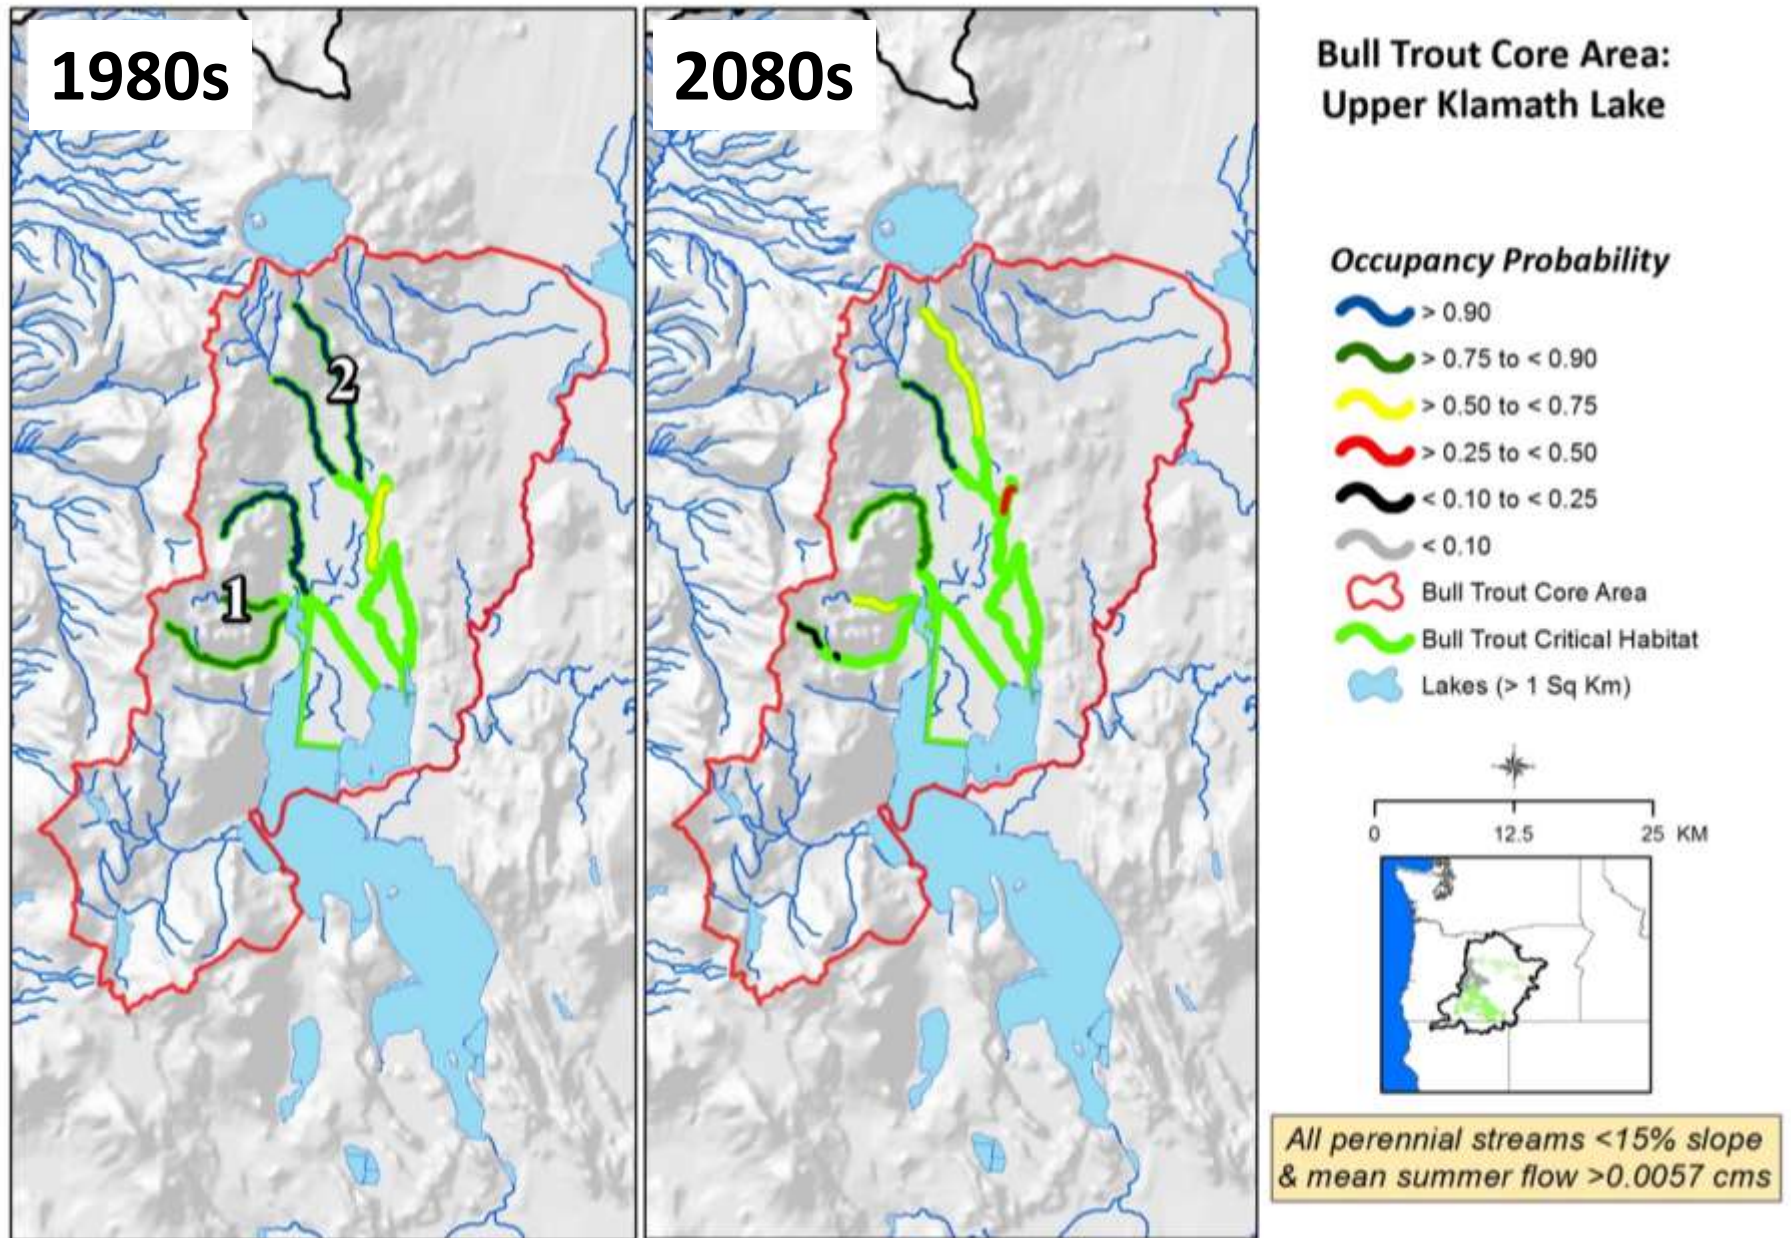 1980s
2
1
2080s
Bull Trout Core Area:
Upper Klamath Lake
Occupancy Probability
> 0.90
> 0.75 to < 0.90
> 0.50 to < 0.75
> 0.25 to < 0.50
< 0.10 to < 0.25
< 0.10
Bull Trout Core Area
Bull Trout Critical Habitat
Lakes (> 1 Sq Km)
0 12.5 25 KM
All perennial streams <15% slope
& mean summer flow >0.0057 cms